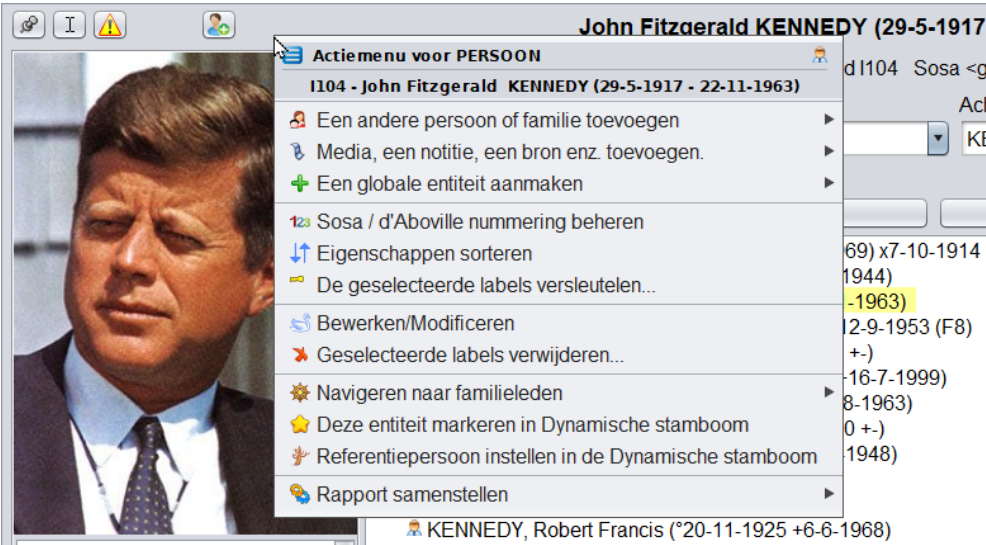 John Fitzgerald KENNEDY (29-5-1917
Actiemenu voor PERSOON
I104 - John Fitzgerald KENNEDY (29-5-1917 - 22-11-1963)
d I104 Sosa <g
Ach
Een andere persoon of familie toevoegen
KE
Media, een notitie, een bron enz. toevoegen.
Een globale entiteit aanmaken
123 Sosa / d'Aboville nummering beheren
Eigenschappen sorteren
69) x7-10-1914
De geselecteerde labels versleutelen...
1944)
-1963)
Bewerken/Modificeren
12-9-1953 (F8)
Geselecteerde labels verwijderen...
+-)
16-7-1999)
Navigeren naar familieleden
8-1963)
Deze entiteit markeren in Dynamische stamboom
0 +-)
Referentiepersoon instellen in de Dynamische stamboom
1948)
Rapport samenstellen
KENNEDY, Robert Francis (°20-11-1925 +6-6-1968)